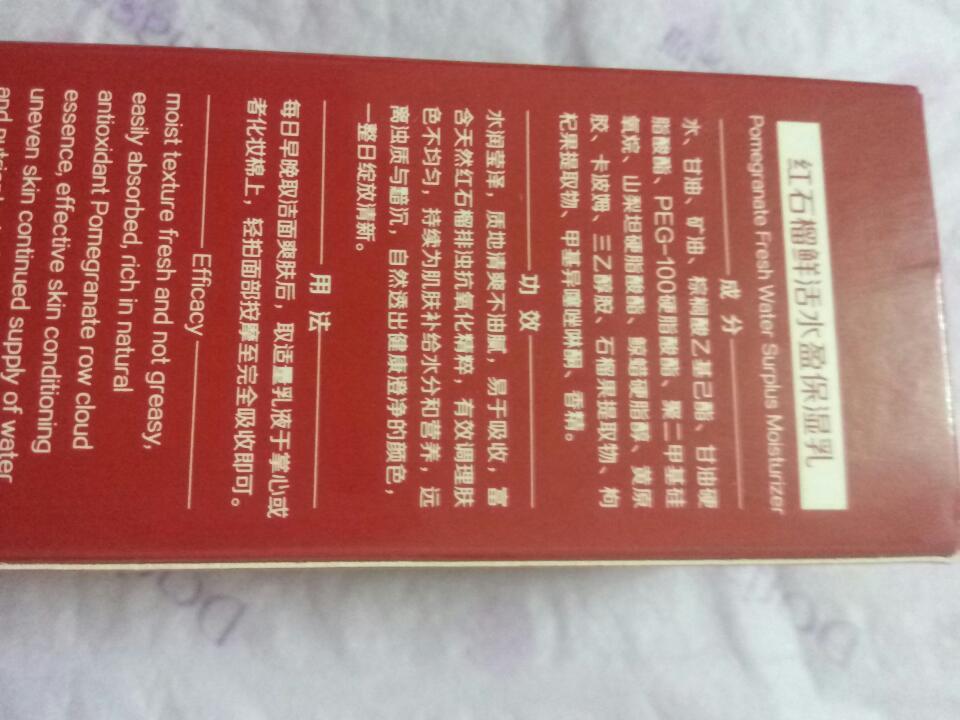 红石榴鲜活水盈保湿乳
Pomegranate Fresh Water Surplus Moisturizer
成 分
水、甘油、矿油、棕榈酸乙基己酯、甘油硬
脂酸酯、PEG-100硬脂酸酯、聚二甲基硅
氧烷、山梨坦硬脂酸酯、鲸蜡硬脂醇、黄原
胶、卡波姆、三乙醇胺、石榴果提取物、枸
杞果提取物、甲基异噻唑啉酮、香精。
功 效
水润莹泽，质地清爽不油腻，易于吸收，富
含天然红石榴排浊抗氧化精粹，有效调理肤
色不均匀，持续为肌肤补给水分和营养，远
离浊质与黯沉，自然透出健康澄净的颜色，
一整日绽放清新。
用 法
每日早晚取洁面爽肤后，取适量乳液于掌心或
者化妆棉上，轻拍面部按摩至完全吸收即可。
Efficacy
moist texture fresh and not greasy,
easily absorbed, rich in natural
antioxidant Pomegranate row cloud
essence, effective skin conditioning
uneven skin continued supply of water
and